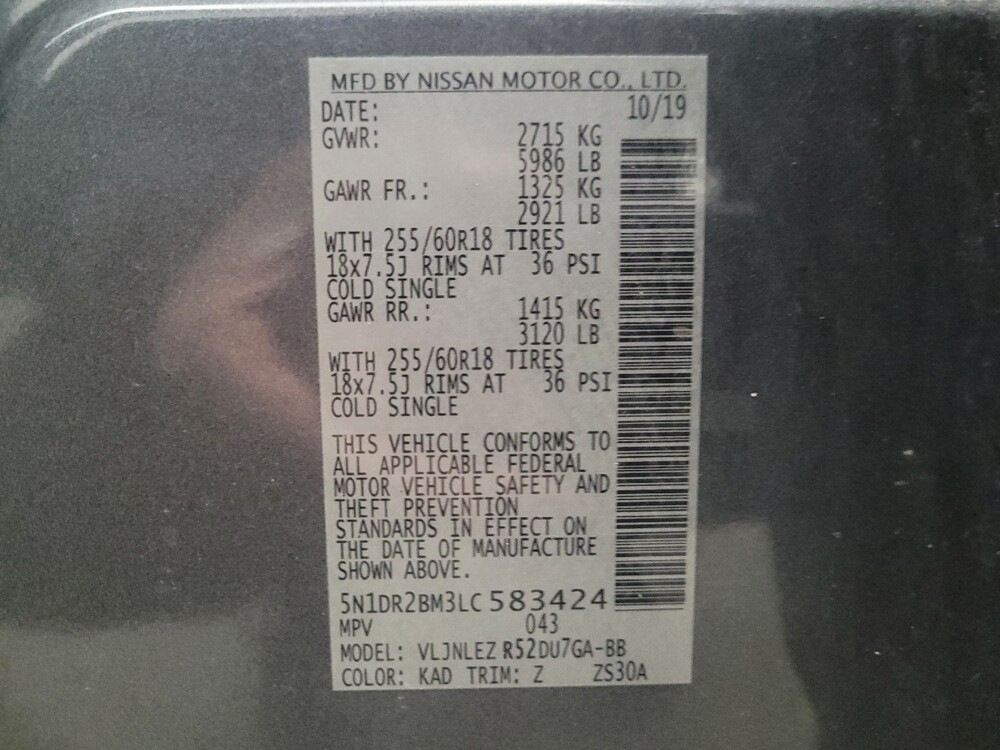 MFD BY NISSAN MOTOR CO., LTD.
DATE: 10/19
GVWR: 2715 KG
5986 LB
GAWR FR.: 1325 KG
2921 LB
WITH 255/60R18 TIRES
18x7.5J RIMS AT 36 PSI
COLD SINGLE
GAWR RR.: 1415 KG
3120 LB
WITH 255/60R18 TIRES
18x7.5J RIMS AT 36 PSI
COLD SINGLE
THIS VEHICLE CONFORMS TO
ALL APPLICABLE FEDERAL
MOTOR VEHICLE SAFETY AND
THEFT PREVENTION
STANDARDS IN EFFECT ON
THE DATE OF MANUFACTURE
SHOWN ABOVE.
5N1DR2BM3LC583424
MPV 043
MODEL: VLJNLEZ R52DU7GA-BB
COLOR: KAD TRIM: Z ZS30A